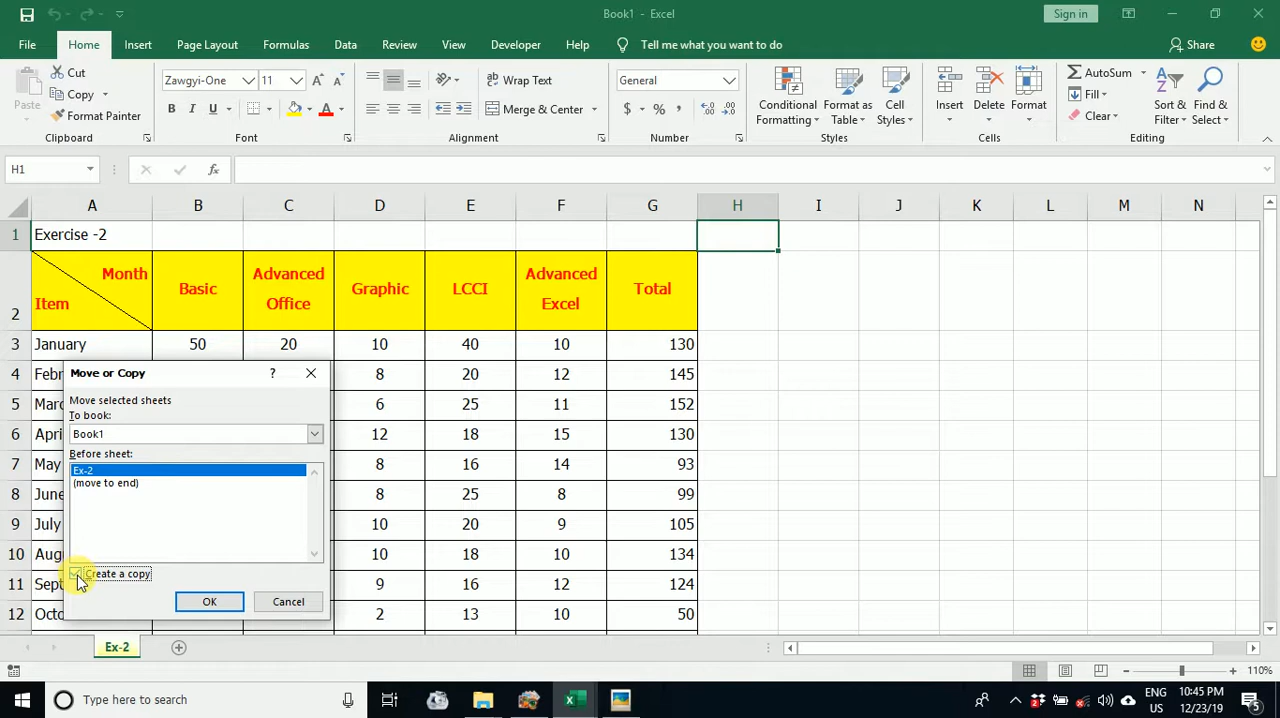 Book1 - Excel
Sign in
File Home Insert Page Layout Formulas Data Review View Developer Help Tell me what you want to do Share
Paste Cut Copy Format Painter
Clipboard
Zawgyi-One 11
B I U A
Font
Wrap Text
Merge & Center
Alignment
General
$ % ,
Number
Conditional Formatting Format as Table Cell Styles
Styles
Insert Delete Format
Cells
AutoSum Fill Clear Sort & Filter Find & Select
Editing
H1 fx
A B C D E F G H I J K L M N
1 Exercise -2
2 Month Item Basic Advanced Office Graphic LCCI Advanced Excel Total
3 January 50 20 10 40 10 130
4 Febr 8 20 12 145
5 Marc 6 25 11 152
6 April 12 18 15 130
7 May 8 16 14 93
8 June 8 25 8 99
9 July 10 20 9 105
10 Aug 10 18 10 134
11 Sept 9 16 12 124
12 Octo 2 13 10 50
Move or Copy ?
Move selected sheets
To book:
Book1
Before sheet:
Ex-2
(move to end)
Create a copy
OK Cancel
Ex-2
110%
Type here to search
ENG US
10:45 PM
12/23/19
5